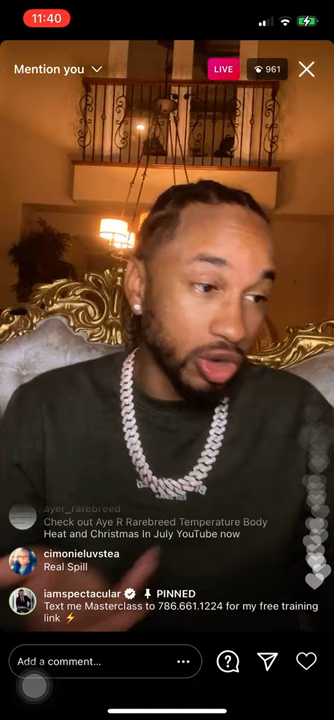 11:40
Mention you
LIVE
961
ayer_rarebreed
Check out Aye R Rarebreed Temperature Body
Heat and Christmas In July YouTube now
cimonieluvstea
Real Spill
iamspectacular PINNED
Text me Masterclass to 786.661.1224 for my free training
link ⚡
Add a comment...